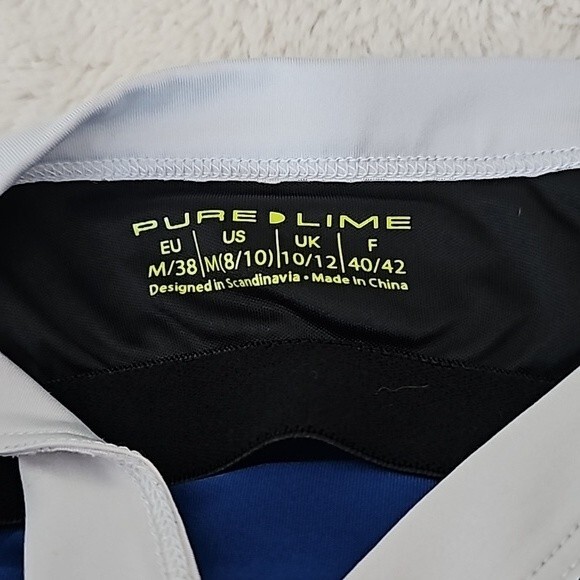 PURE LIME
EU | US | UK | F
M/38 | M(8/10) | 10/12 | 40/42
Designed in Scandinavia • Made in China